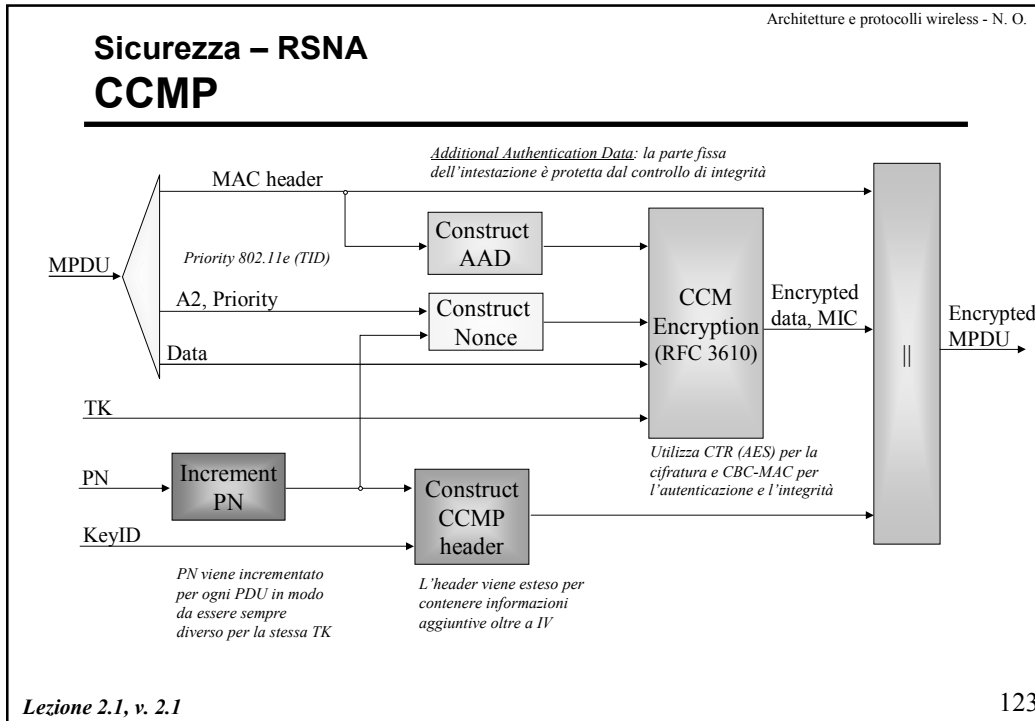 Architetture e protocolli wireless - N. O.
Sicurezza – RSNA
CCMP
Additional Authentication Data: la parte fissa
dell'intestazione è protetta dal controllo di integrità
MAC header
Construct
AAD
MPDU
Priority 802.11e (TID)
A2, Priority
Construct
Nonce
Data
CCM
Encryption
(RFC 3610)
Encrypted
data, MIC
||
Encrypted
MPDU
TK
Utilizza CTR (AES) per la
cifratura e CBC-MAC per
l'autenticazione e l'integrità
PN
Increment
PN
Construct
CCMP
header
KeyID
PN viene incrementato
per ogni PDU in modo
da essere sempre
diverso per la stessa TK
L'header viene esteso per
contenere informazioni
aggiuntive oltre a IV
Lezione 2.1, v. 2.1
123